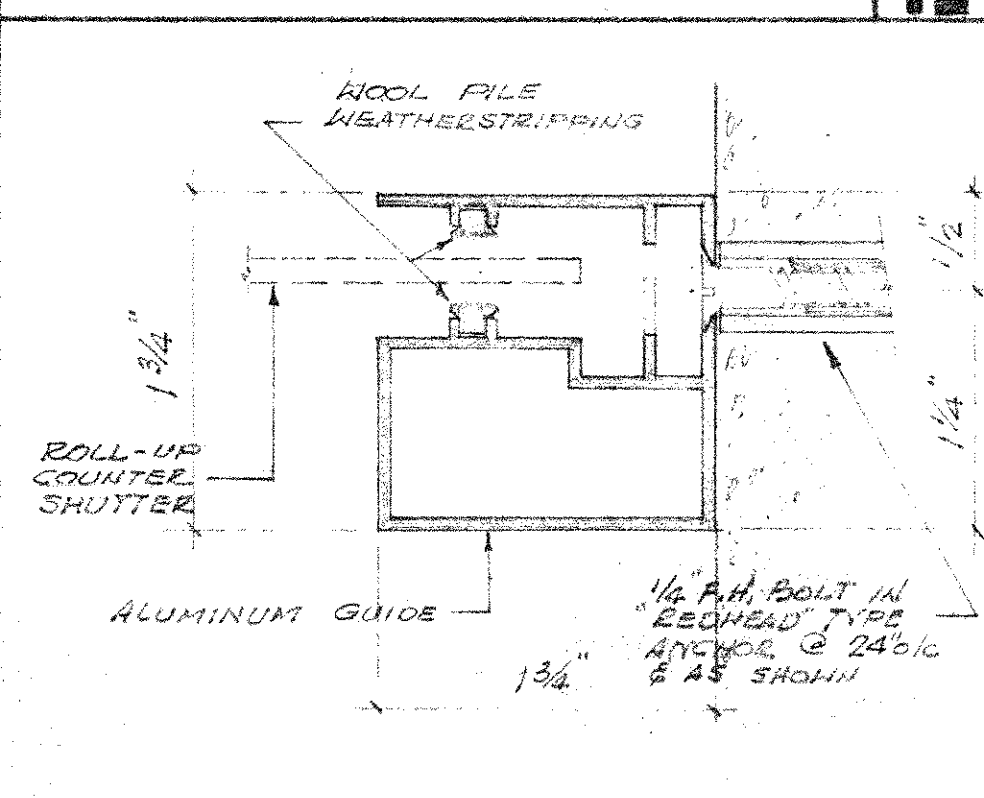 WOOL PILE
WEATHERSTRIPPING
1 3/4"
1/2"
1 1/4"
ROLL-UP
COUNTER
SHUTTER
ALUMINUM GUIDE
1 3/4"
1/4" F.H. BOLT IN
"REDHEAD" TYPE
ANCHOR @ 24" o/c
& AS SHOWN